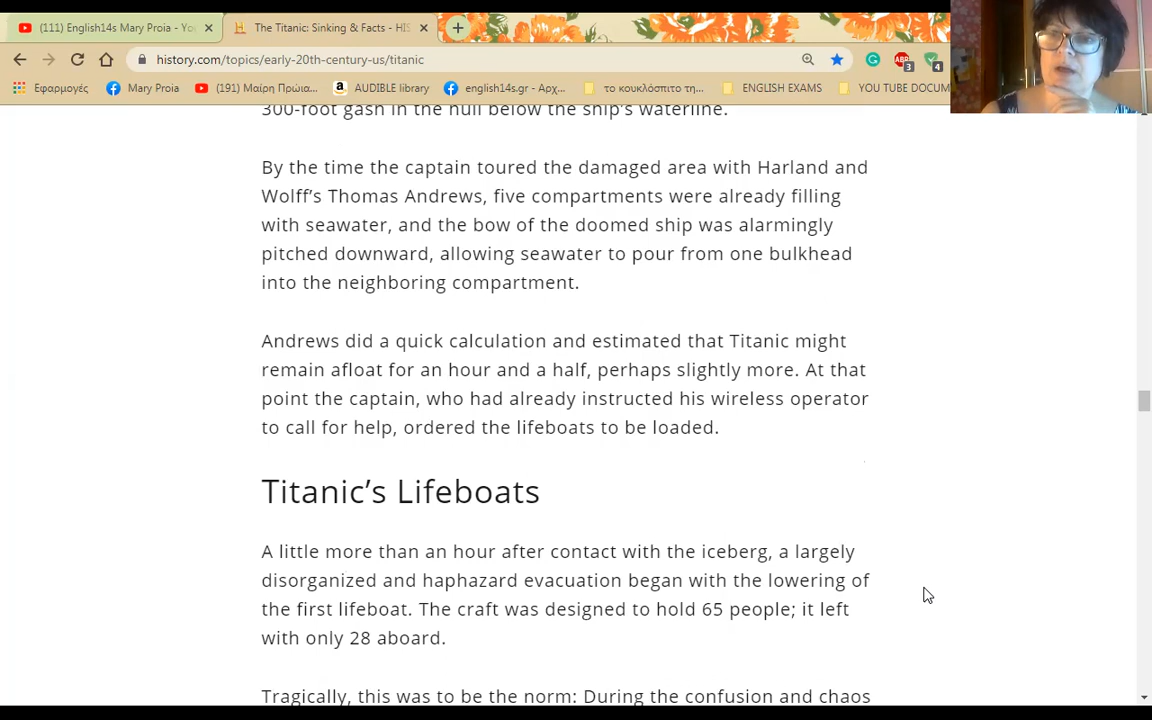 (111) English14s Mary Proia - Yo
The Titanic: Sinking & Facts - HIS
history.com/topics/early-20th-century-us/titanic
Εφαρμογές
Mary Proia
(191) Μαίρη Πρώια...
AUDIBLE library
english14s.gr - Αρχ...
το κουκλόσπιτο τη...
ENGLISH EXAMS
YOU TUBE DOCUM
3
4
300-foot gash in the hull below the ship's waterline.
By the time the captain toured the damaged area with Harland and
Wolff's Thomas Andrews, five compartments were already filling
with seawater, and the bow of the doomed ship was alarmingly
pitched downward, allowing seawater to pour from one bulkhead
into the neighboring compartment.
Andrews did a quick calculation and estimated that Titanic might
remain afloat for an hour and a half, perhaps slightly more. At that
point the captain, who had already instructed his wireless operator
to call for help, ordered the lifeboats to be loaded.
Titanic's Lifeboats
A little more than an hour after contact with the iceberg, a largely
disorganized and haphazard evacuation began with the lowering of
the first lifeboat. The craft was designed to hold 65 people; it left
with only 28 aboard.
Tragically, this was to be the norm: During the confusion and chaos